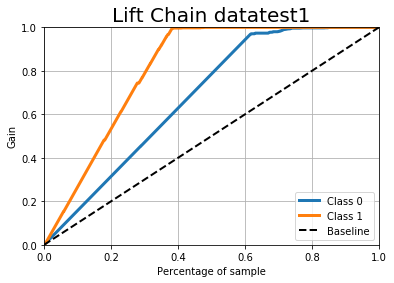 Lift Chain datatest1
1.0
0.8
0.6
0.4
0.2
0.0
Gain
0.0 0.2 0.4 0.6 0.8 1.0
Percentage of sample
Class 0
Class 1
Baseline